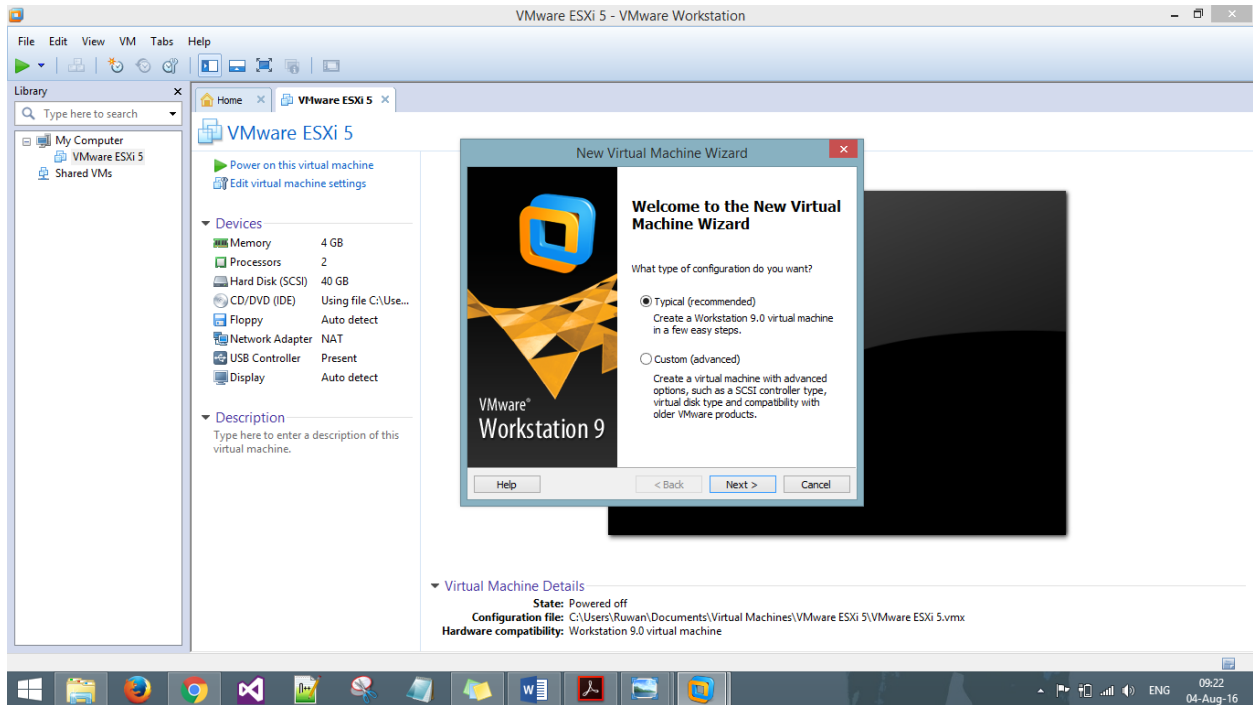 VMware ESXi 5 - VMware Workstation
File Edit View VM Tabs Help
Library
Type here to search
My Computer
VMware ESXi 5
Shared VMs
Home
VMware ESXi 5
VMware ESXi 5
Power on this virtual machine
Edit virtual machine settings
Devices
Memory 4 GB
Processors 2
Hard Disk (SCSI) 40 GB
CD/DVD (IDE) Using file C:\Use...
Floppy Auto detect
Network Adapter NAT
USB Controller Present
Display Auto detect
Description
Type here to enter a description of this
virtual machine.
New Virtual Machine Wizard
VMware®
Workstation 9
Welcome to the New Virtual
Machine Wizard
What type of configuration do you want?
Typical (recommended)
Create a Workstation 9.0 virtual machine
in a few easy steps.
Custom (advanced)
Create a virtual machine with advanced
options, such as a SCSI controller type,
virtual disk type and compatibility with
older VMware products.
Help
< Back
Next >
Cancel
Virtual Machine Details
State: Powered off
Configuration file: C:\Users\Ruwan\Documents\Virtual Machines\VMware ESXi 5\VMware ESXi 5.vmx
Hardware compatibility: Workstation 9.0 virtual machine
ENG
09:22
04-Aug-16